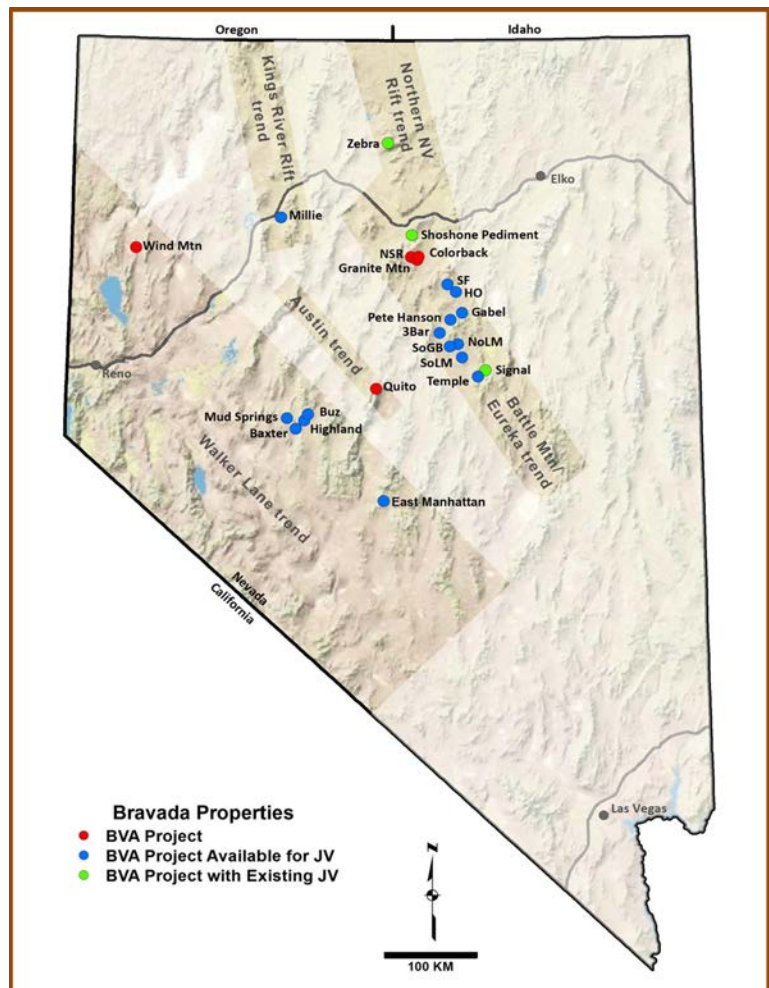 Oregon
Idaho
Kings River Rift
trend
Northern NV
Rift trend
Zebra
Elko
Millie
Shoshone Pediment
Wind Mtn
NSR
Colorback
Granite Mtn
SF
HO
Gabel
Pete Hanson
3Bar
NoLM
SoGB
SoLM
Signal
Temple
Austin trend
Reno
Quito
Battle Mtn/
Eureka trend
Buz
Mud Springs
Highland
Baxter
Walker Lane trend
East Manhattan
Nevada
California
Las Vegas
Bravada Properties
BVA Project
BVA Project Available for JV
BVA Project with Existing JV
N
100 KM